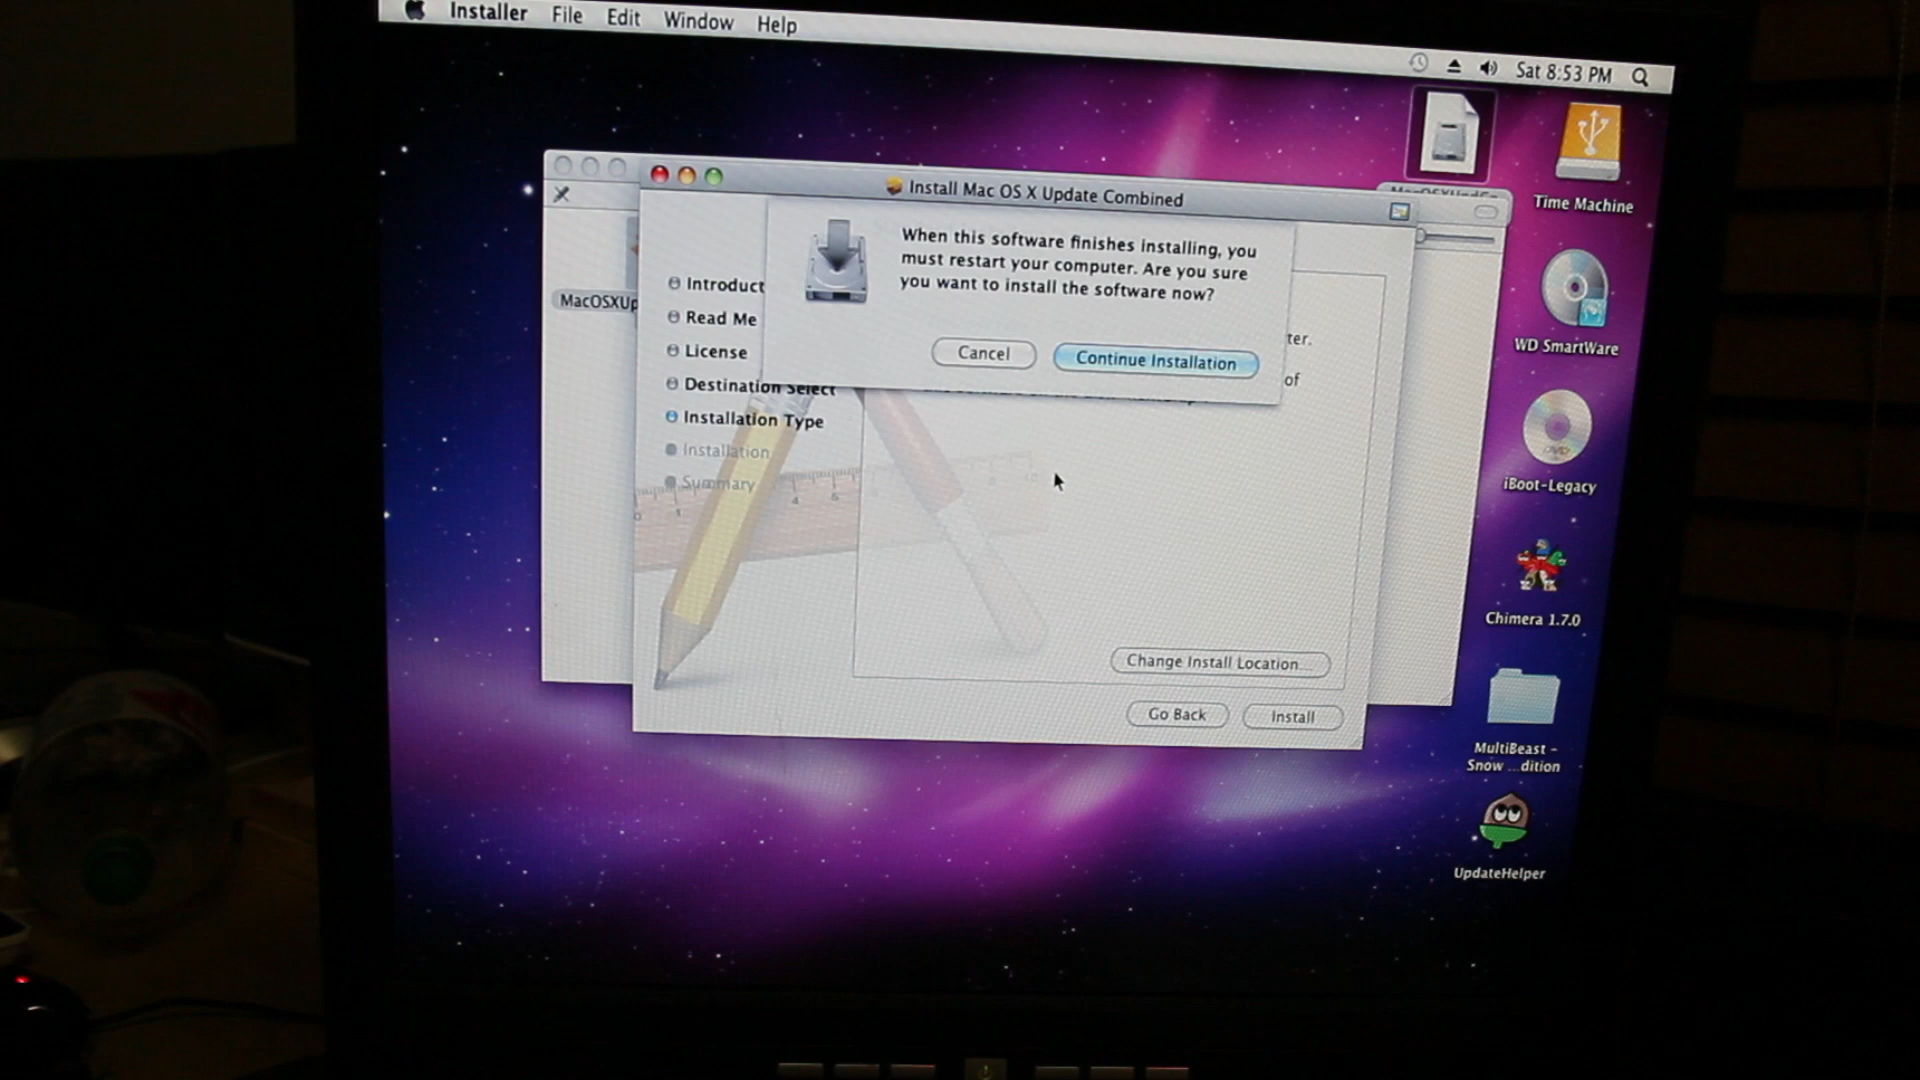 Installer File Edit Window Help
Sat 8:53 PM
Install Mac OS X Update Combined
When this software finishes installing, you
must restart your computer. Are you sure
you want to install the software now?
Cancel
Continue Installation
MacOSXUp
Introduct
Read Me
License
Destination Select
Installation Type
Installation
Summary
ter.
of
Change Install Location...
Go Back
Install
Time Machine
WD SmartWare
DVD
iBoot-Legacy
Chimera 1.7.0
MultiBeast -
Snow ...dition
UpdateHelper